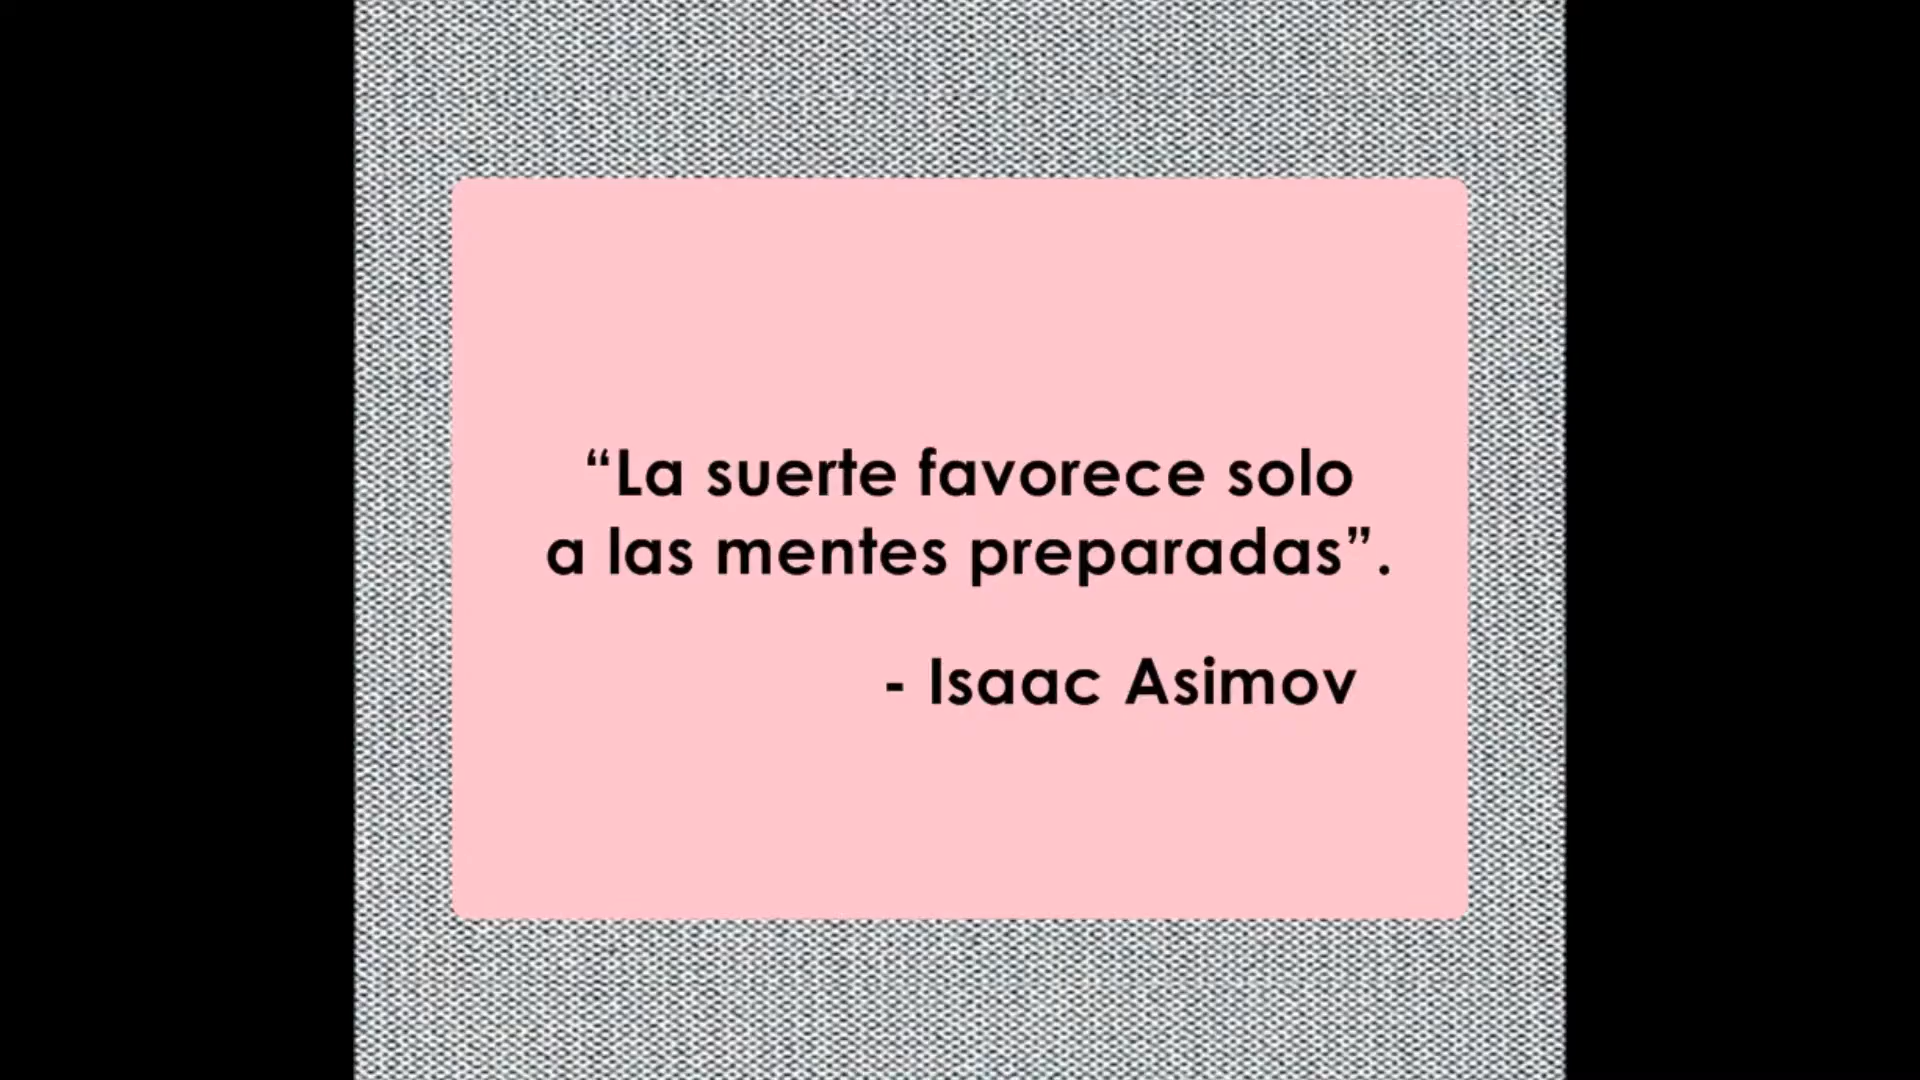 “La suerte favorece solo
a las mentes preparadas”.
- Isaac Asimov